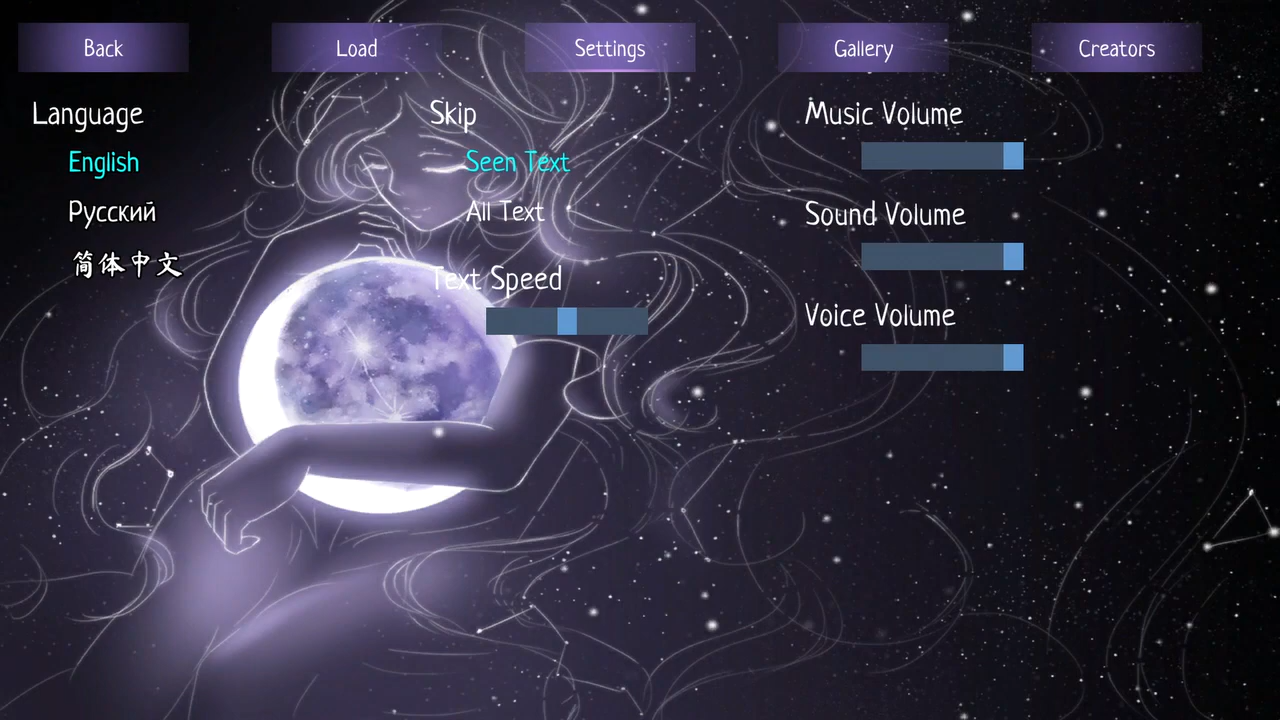 Back
Load
Settings
Gallery
Creators
Language
English
Русский
简体中文
Skip
Seen Text
All Text
Text Speed
Music Volume
Sound Volume
Voice Volume